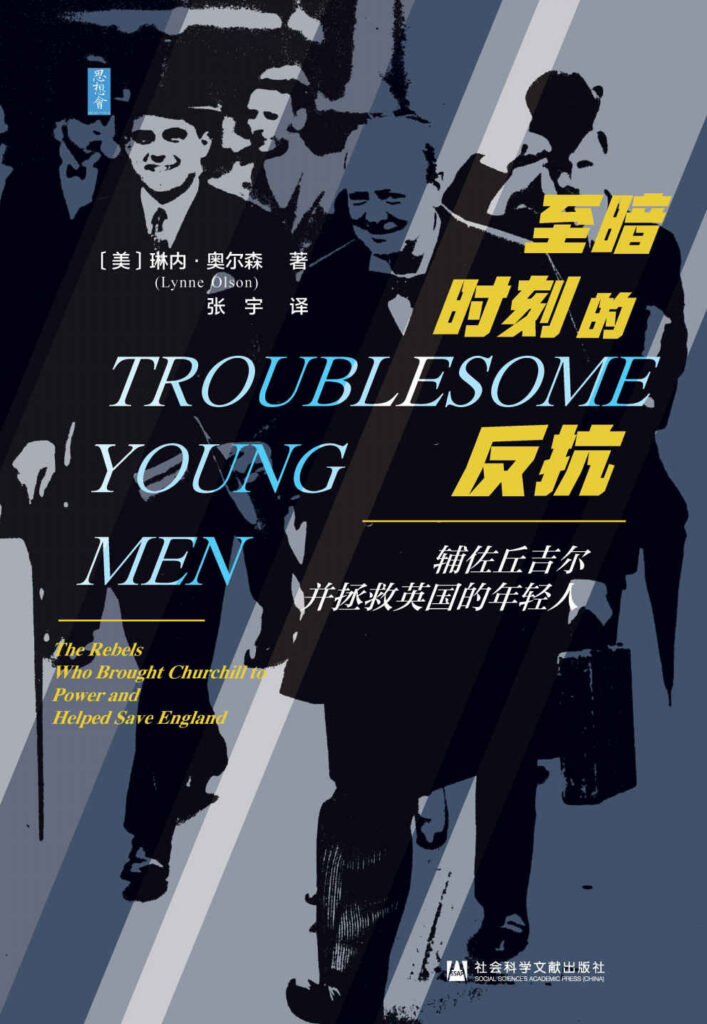 思想會
[美]琳内·奥尔森 著
(Lynne Olson)
张宇 译
至暗
时刻的
反抗
TROUBLESOME
YOUNG
MEN
辅佐丘吉尔
并拯救英国的年轻人
The Rebels
Who Brought Churchill to
Power and
Helped Save England
SSAP
社会科学文献出版社
SOCIAL SCIENCES ACADEMIC PRESS (CHINA)